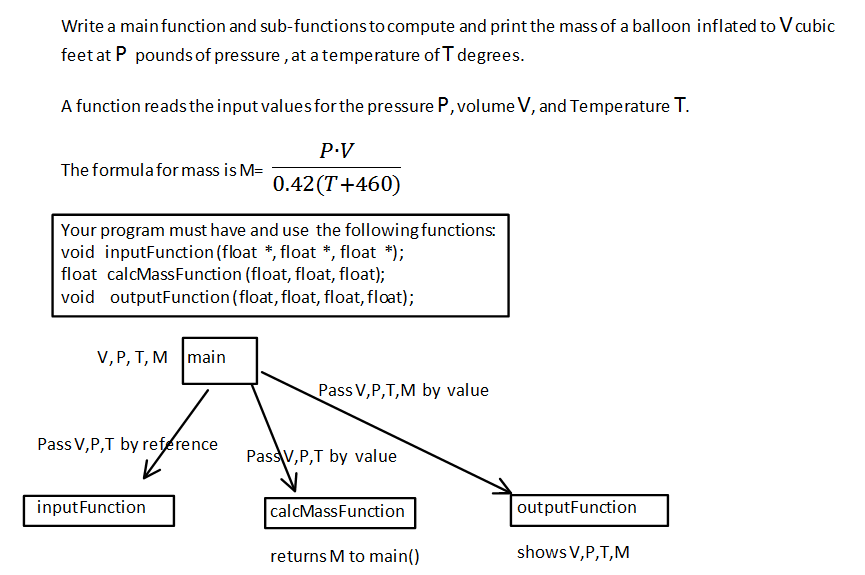 Write a main function and sub-functions to compute and print the mass of a balloon inflated to V cubic
feet at P pounds of pressure , at a temperature of T degrees.
A function reads the input values for the pressure P, volume V, and Temperature T.
The formula for mass is M= P·V
0.42(T+460)
Your program must have and use the following functions:
void inputFunction (float *, float *, float *);
float calcMassFunction (float, float, float);
void outputFunction (float, float, float, float);
V, P, T, M main
Pass V,P,T,M by value
Pass V,P,T by reference
Pass V,P,T by value
inputFunction calcMassFunction outputFunction
returns M to main() shows V,P,T,M